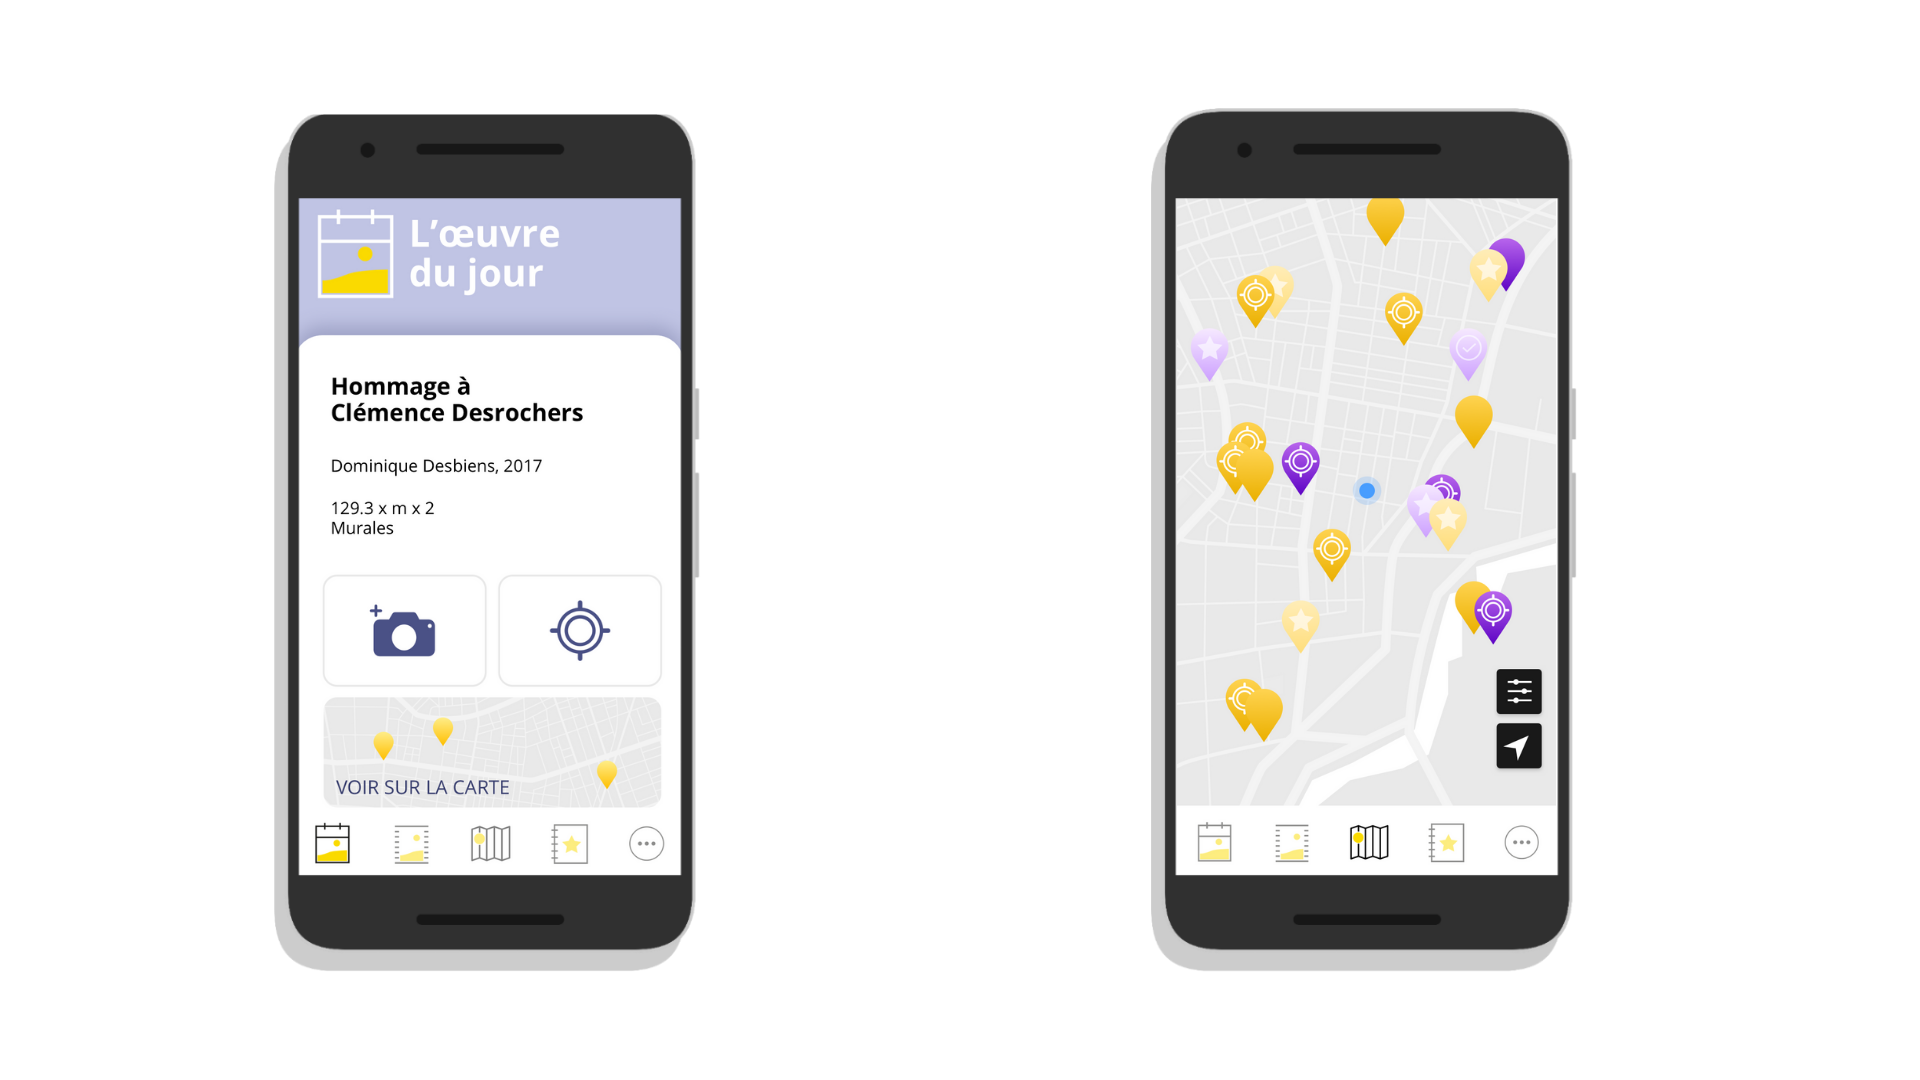 L’œuvre
du jour
Hommage à
Clémence Desrochers
Dominique Desbiens, 2017
129.3 x m x 2
Murales
VOIR SUR LA CARTE